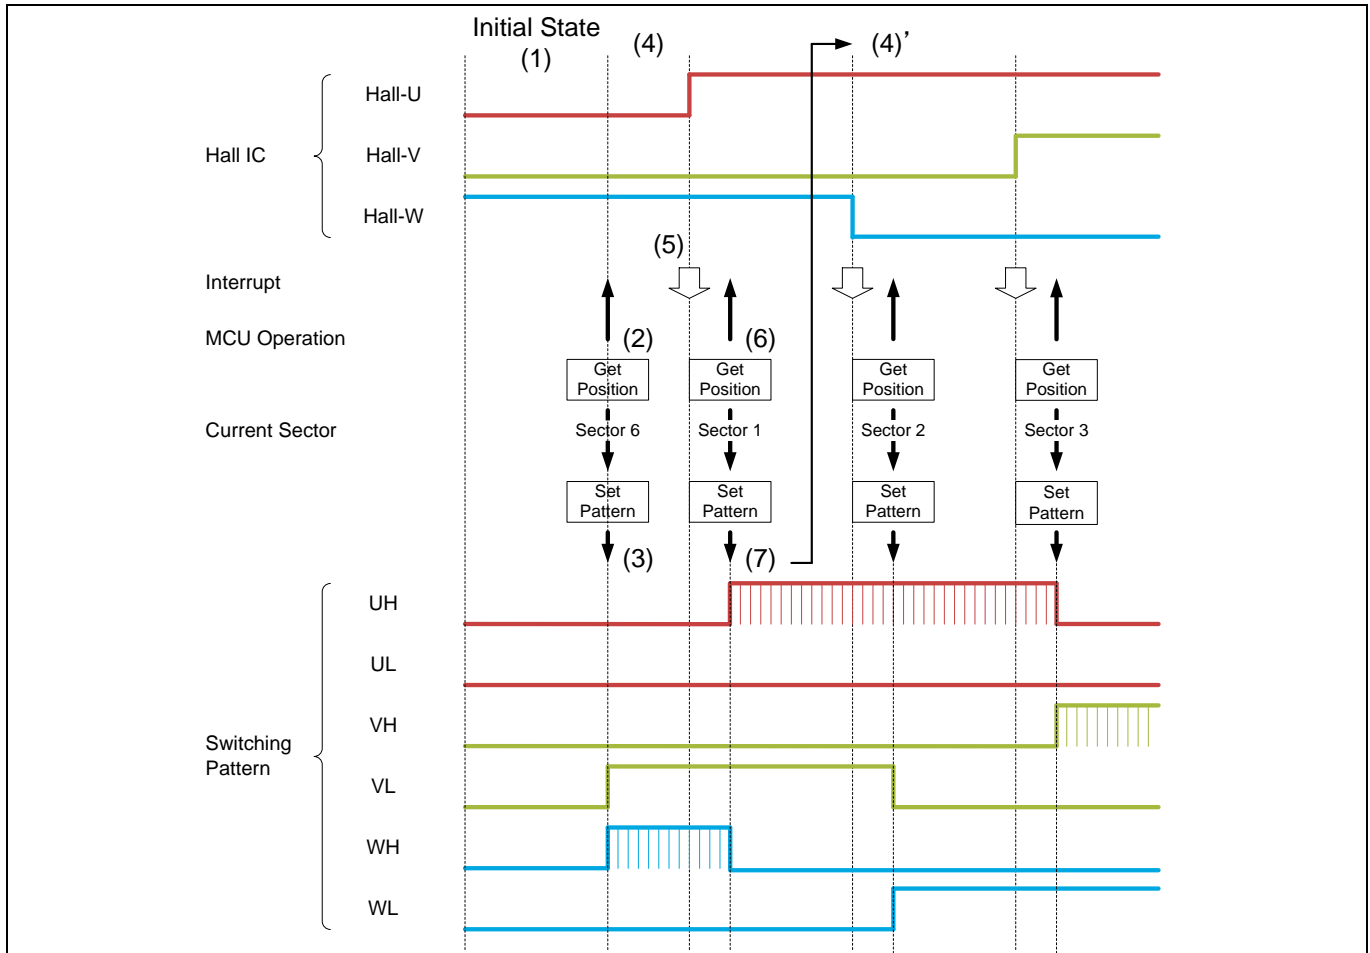 Initial State
(1)
(4)
(4)'
Hall IC
Hall-U
Hall-V
Hall-W
(5)
Interrupt
MCU Operation
(2)
(6)
Get
Position
Get
Position
Get
Position
Get
Position
Current Sector
Sector 6
Sector 1
Sector 2
Sector 3
Set
Pattern
Set
Pattern
Set
Pattern
Set
Pattern
(3)
(7)
Switching
Pattern
UH
UL
VH
VL
WH
WL